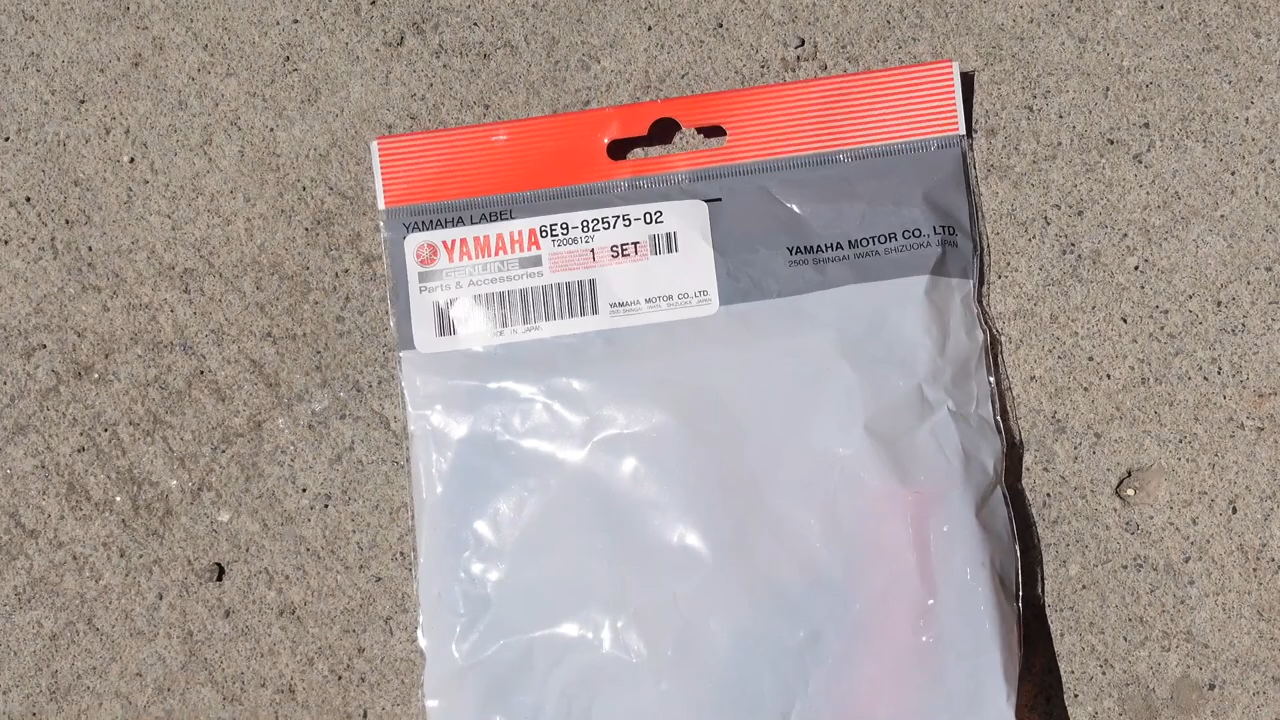 YAMAHA LABEL
YAMAHA
GENUINE
Parts & Accessories
6E9-82575-02
T200612Y
1 SET
YAMAHA MOTOR CO., LTD.
2500 SHINGAI IWATA SHIZUOKA JAPAN
IN JAPAN
YAMAHA MOTOR CO., LTD.
2500 SHINGAI IWATA SHIZUOKA JAPAN